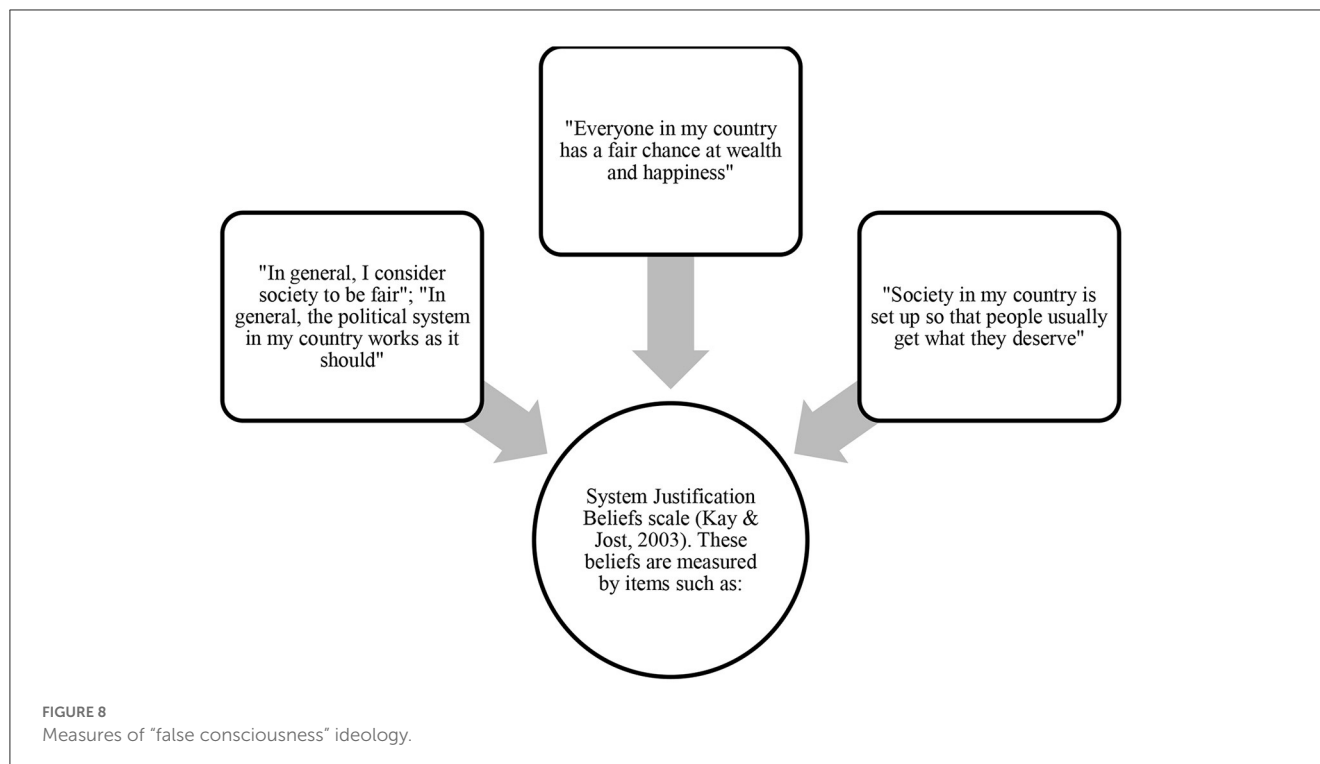 "Everyone in my country
has a fair chance at wealth
and happiness"
"In general, I consider
society to be fair"; "In
general, the political system
in my country works as it
should"
"Society in my country is
set up so that people usually
get what they deserve"
System Justification
Beliefs scale (Kay &
Jost, 2003). These
beliefs are measured
by items such as:
FIGURE 8
Measures of “false consciousness” ideology.